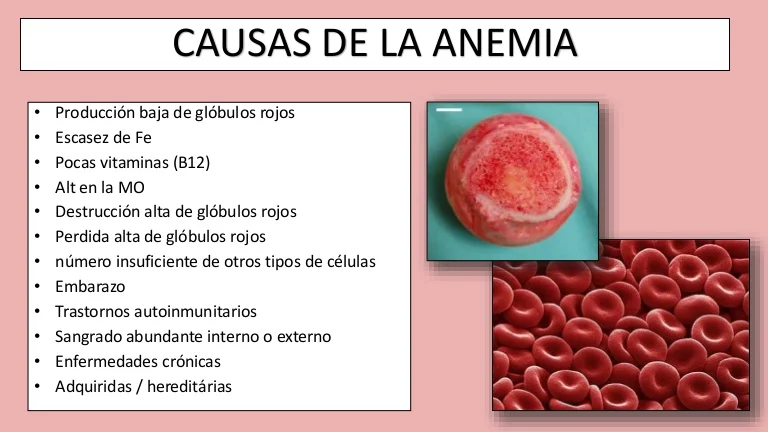 CAUSAS DE LA ANEMIA
• Producción baja de glóbulos rojos
• Escasez de Fe
• Pocas vitaminas (B12)
• Alt en la MO
• Destrucción alta de glóbulos rojos
• Perdida alta de glóbulos rojos
• número insuficiente de otros tipos de células
• Embarazo
• Trastornos autoinmunitarios
• Sangrado abundante interno o externo
• Enfermedades crónicas
• Adquiridas / hereditárias